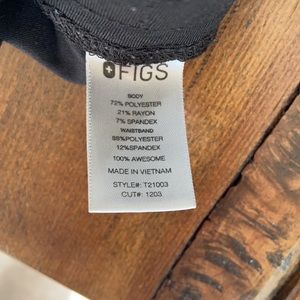 FIGS
BODY
72% POLYESTER
21% RAYON
7% SPANDEX
WAISTBAND
88% POLYESTER
12%SPANDEX
100% AWESOME
MADE IN VIETNAM
STYLE#: T21003
CUT#: 1203